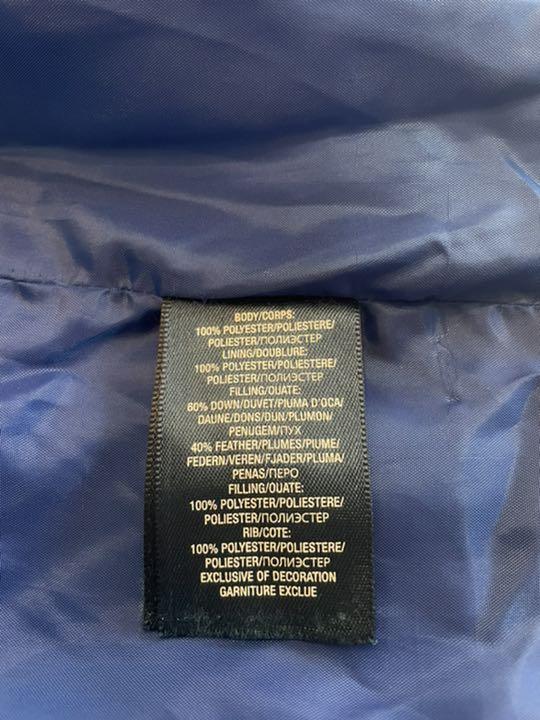 BODY/CORPS:
100% POLYESTER/POLIESTERE/
POLIESTER/ПОЛИЭСТЕР
LINING/DOUBLURE:
100% POLYESTER/POLIESTERE/
POLIESTER/ПОЛИЭСТЕР
FILLING/OUATE:
60% DOWN/DUVET/PIUMA D'OCA/
DAUNE/DONS/DUN/PLUMON/
PENUGEM/ПУХ
40% FEATHER/PLUMES/PIUME/
FEDERN/VEREN/FJADER/PLUMA/
PENAS/ПЕРО
FILLING/OUATE:
100% POLYESTER/POLIESTERE/
POLIESTER/ПОЛИЭСТЕР
RIB/COTE:
100% POLYESTER/POLIESTERE/
POLIESTER/ПОЛИЭСТЕР
EXCLUSIVE OF DECORATION
GARNITURE EXCLUE